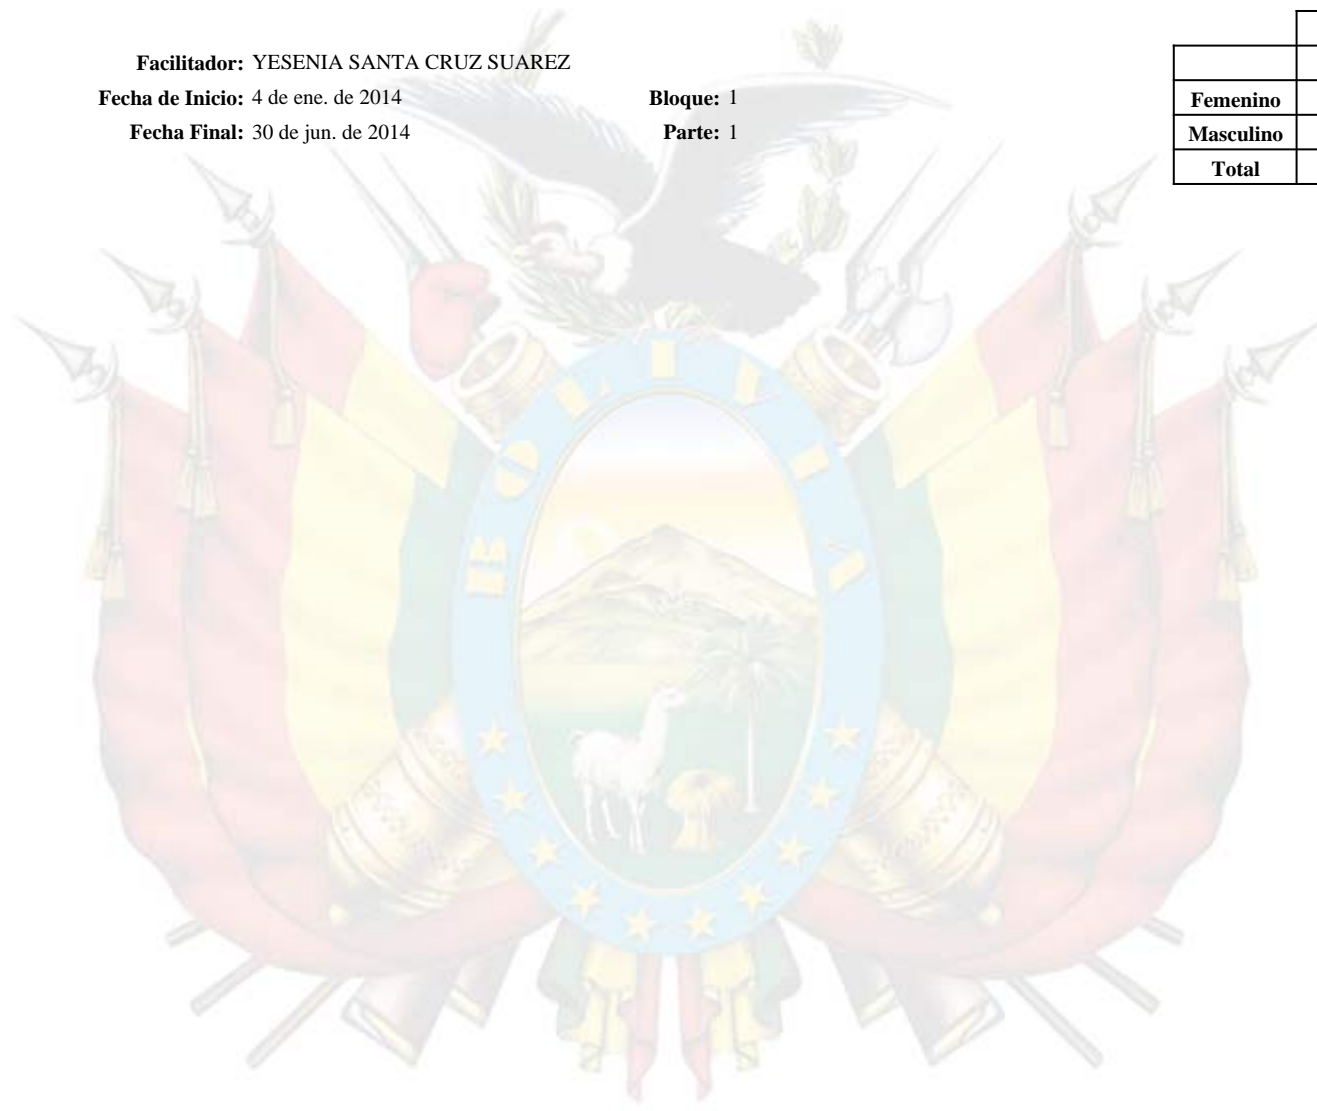 Facilitador: YESENIA SANTA CRUZ SUAREZ
Fecha de Inicio: 4 de ene. de 2014 Bloque: 1
Fecha Final: 30 de jun. de 2014 Parte: 1
Femenino
Masculino
Total
BOLIVIA